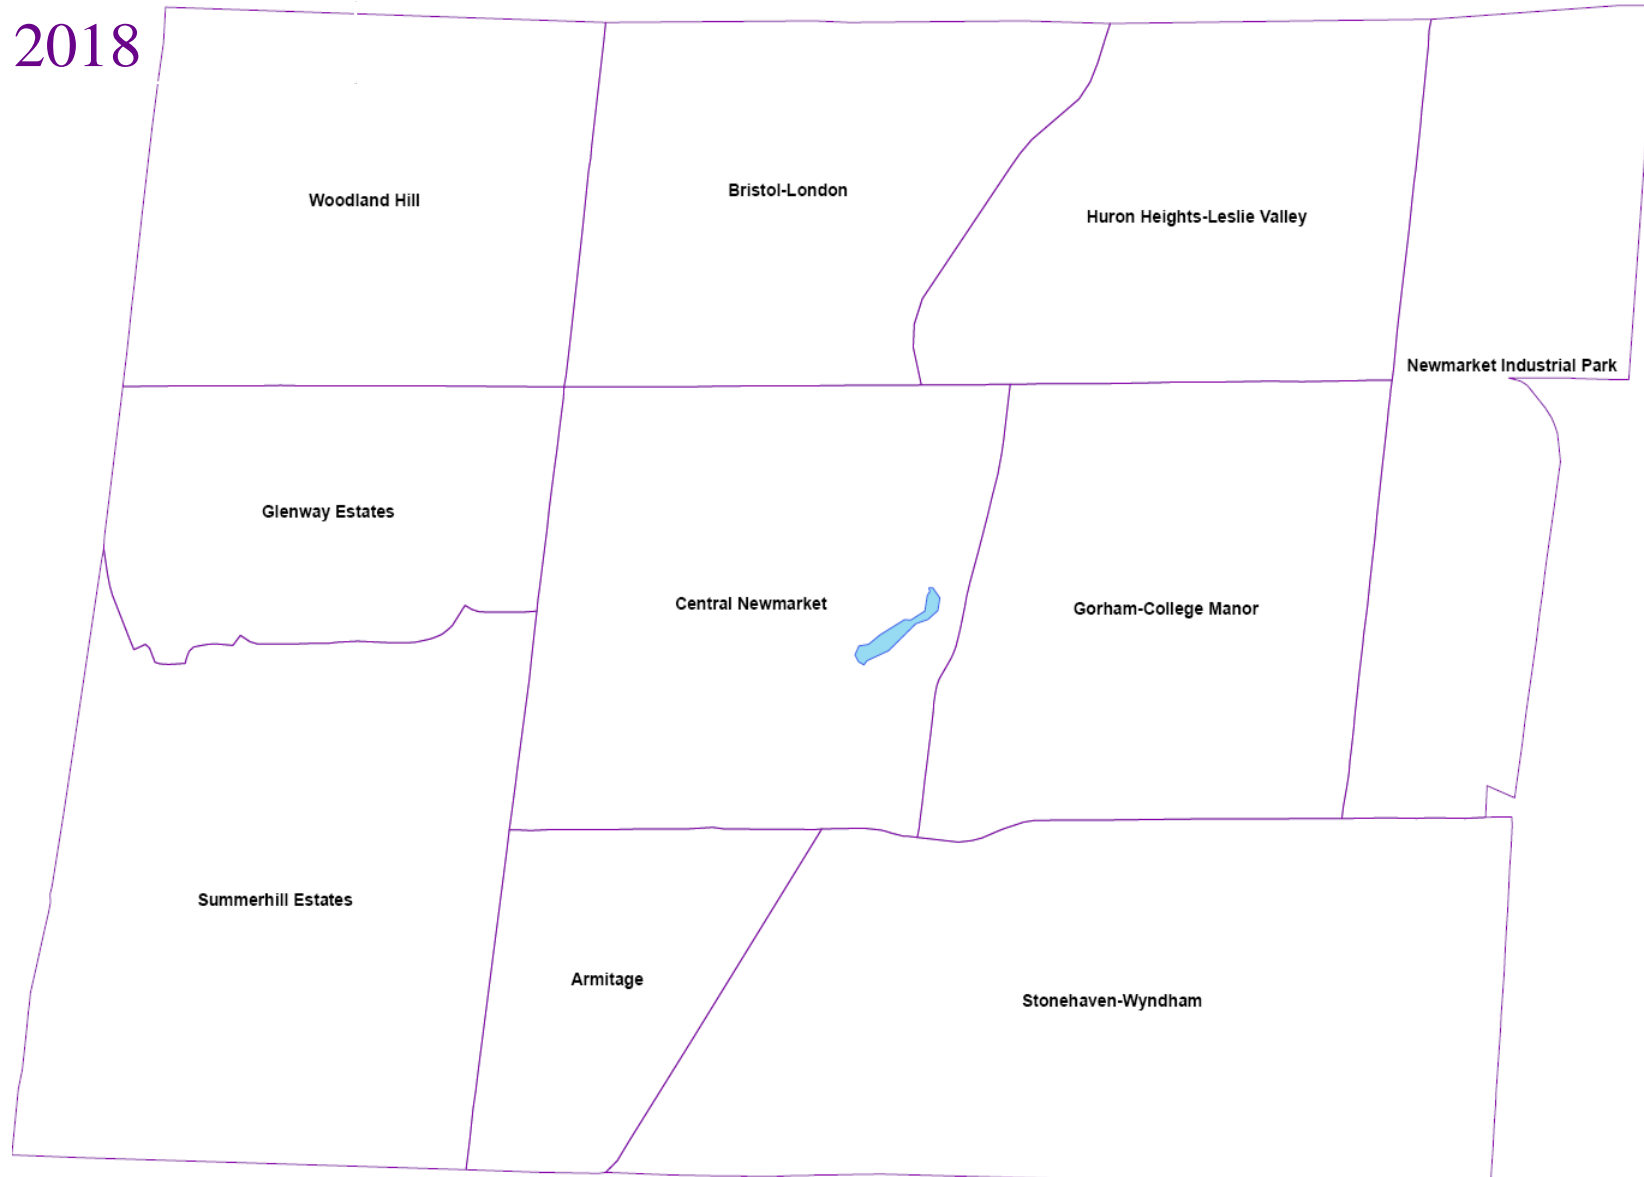 2018
Woodland Hill
Bristol-London
Huron Heights-Leslie Valley
Newmarket Industrial Park
Glenway Estates
Central Newmarket
Gorham-College Manor
Summerhill Estates
Armitage
Stonehaven-Wyndham